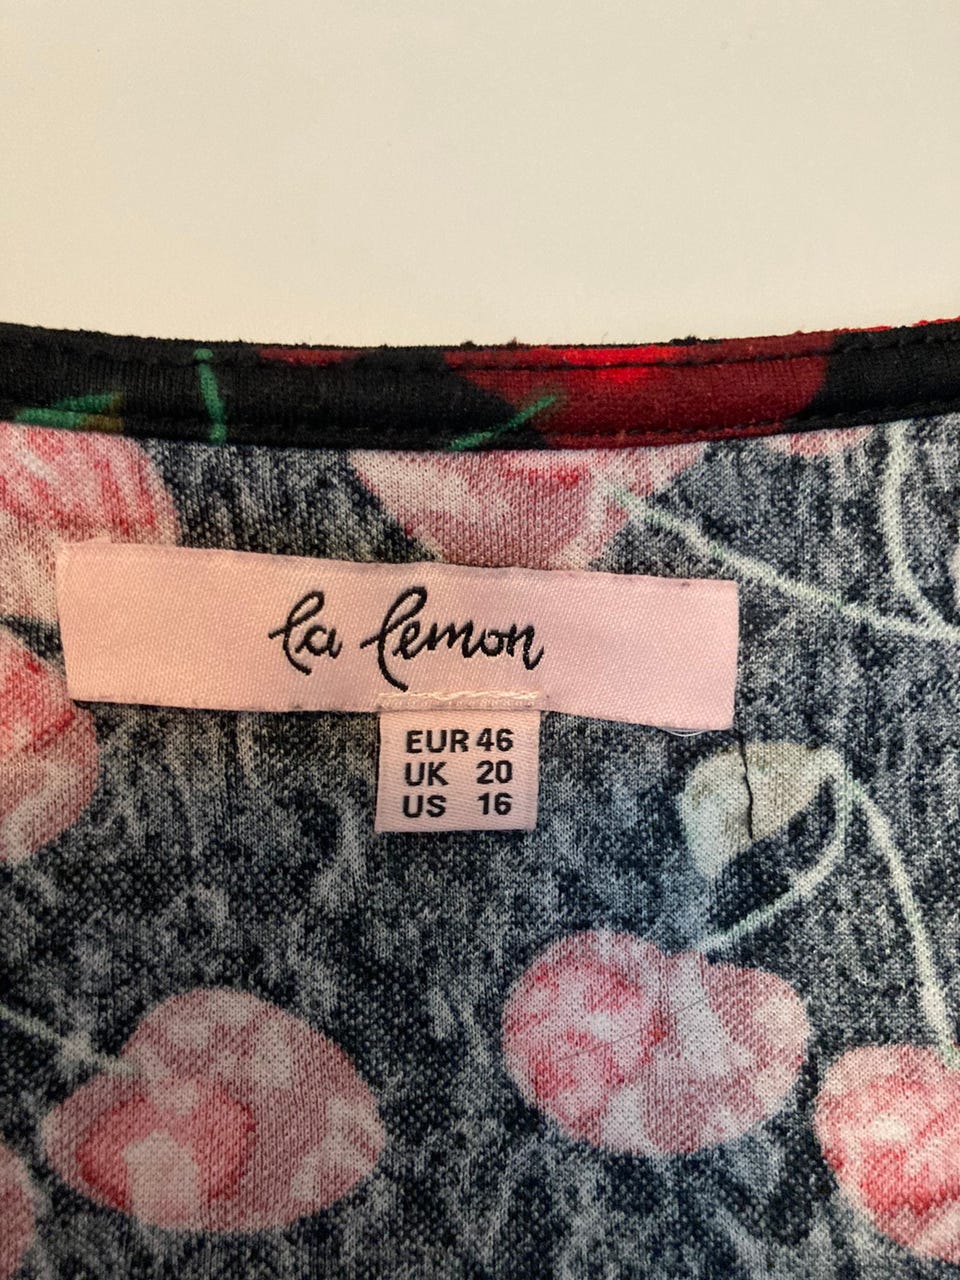 la lemon
EUR 46
UK 20
US 16